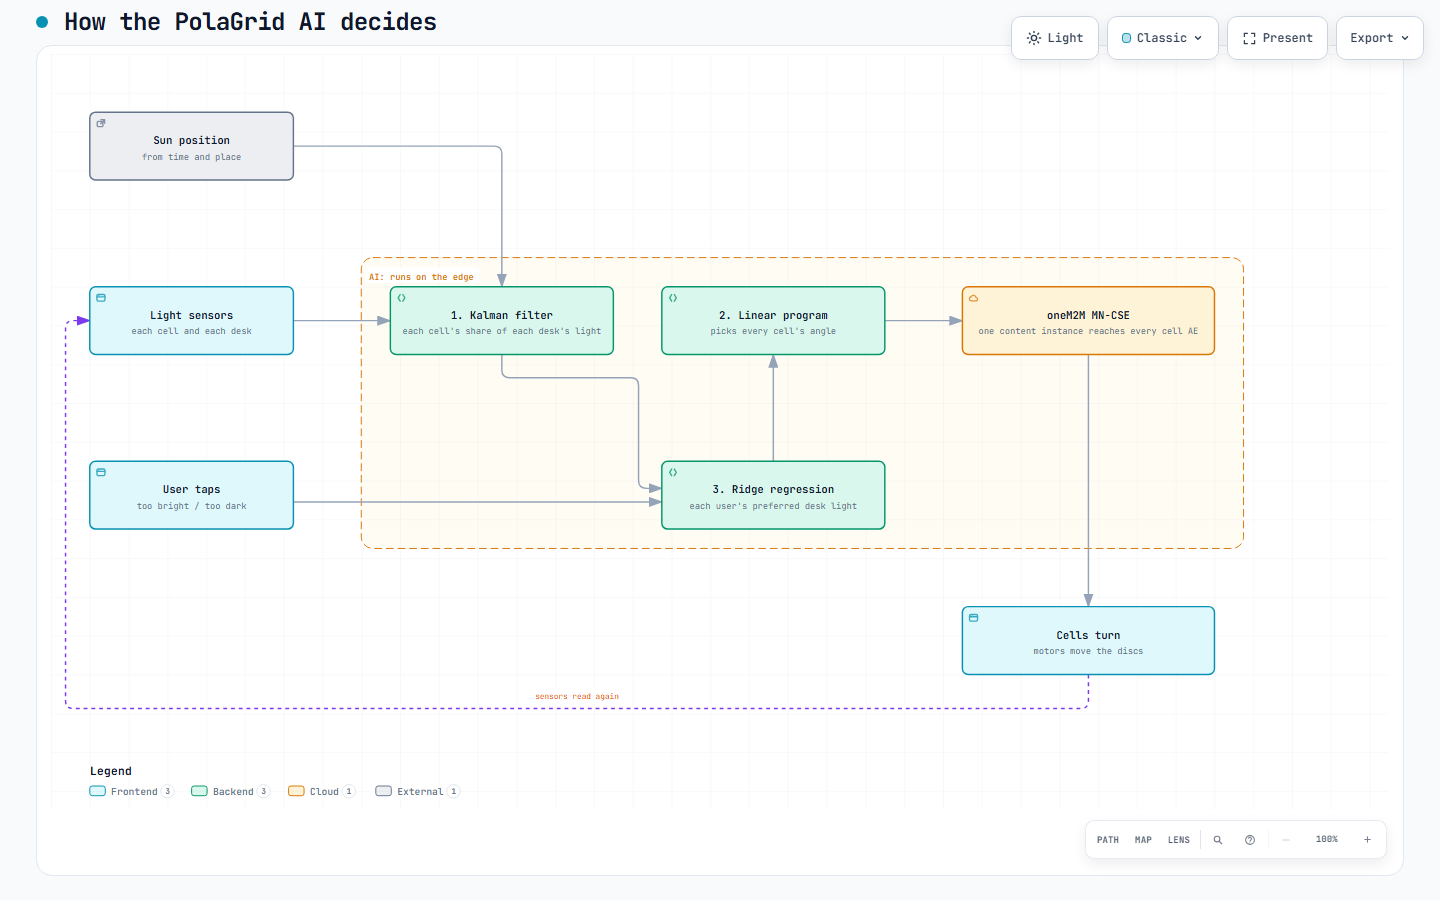 How the PolaGrid AI decides
Light
Classic
Present
Export
Sun position
from time and place
AI: runs on the edge
Light sensors
each cell and each desk
1. Kalman filter
each cell's share of each desk's light
2. Linear program
picks every cell's angle
oneM2M MN-CSE
one content instance reaches every cell AE
User taps
too bright / too dark
3. Ridge regression
each user's preferred desk light
Cells turn
motors move the discs
sensors read again
Legend
Frontend 3
Backend 3
Cloud 1
External 1
PATH MAP LENS 100%